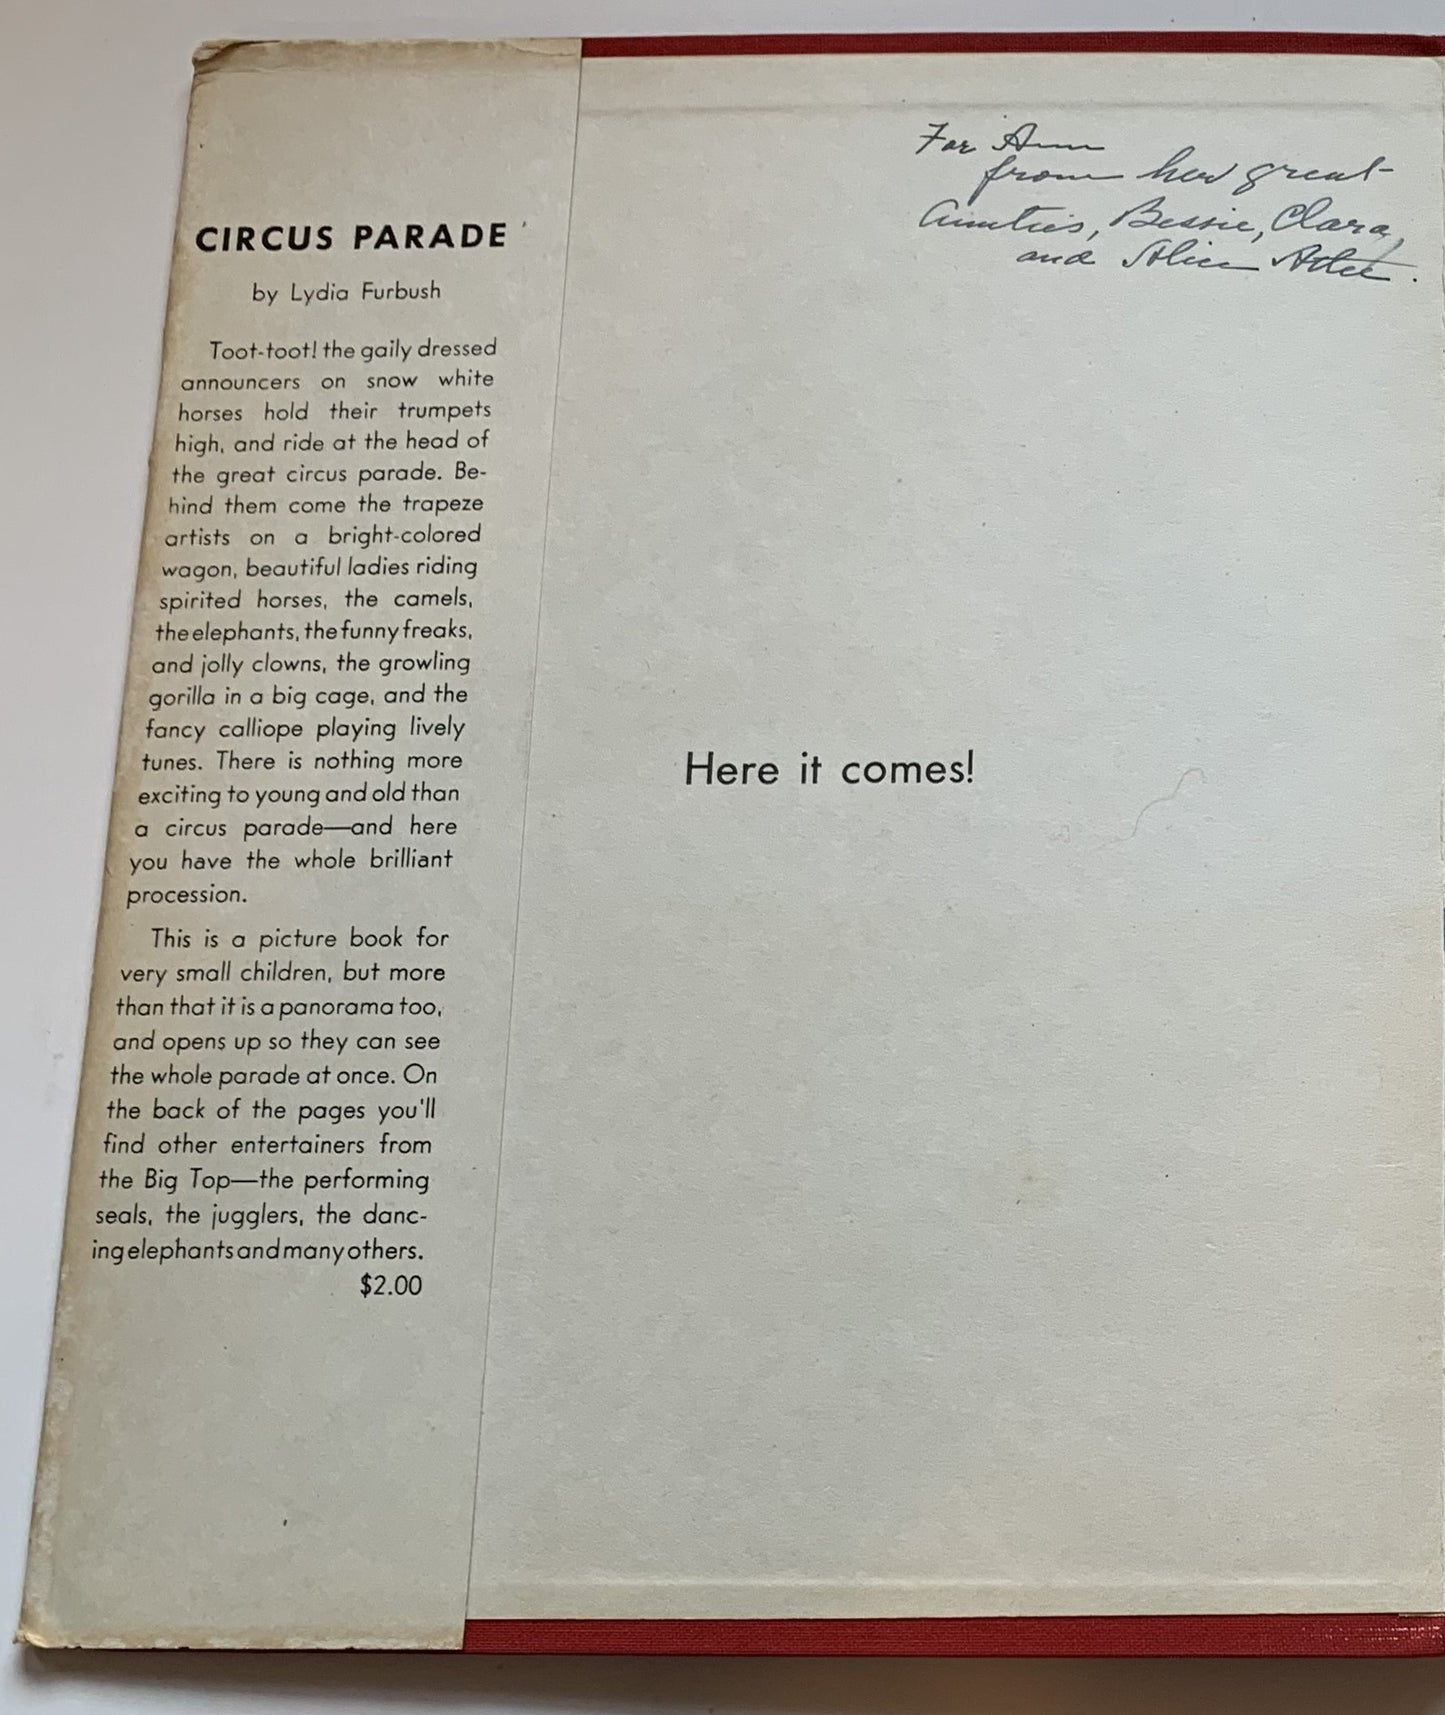 CIRCUS PARADE
by Lydia Furbush
Toot-toot! the gaily dressed
announcers on snow white
horses hold their trumpets
high, and ride at the head of
the great circus parade. Be-
hind them come the trapeze
artists on a bright-colored
wagon, beautiful ladies riding
spirited horses, the camels,
the elephants, the funny freaks,
and jolly clowns, the growling
gorilla in a big cage, and the
fancy calliope playing lively
tunes. There is nothing more
exciting to young and old than
a circus parade—and here
you have the whole brilliant
procession.
This is a picture book for
very small children, but more
than that it is a panorama too,
and opens up so they can see
the whole parade at once. On
the back of the pages you'll
find other entertainers from
the Big Top—the performing
seals, the jugglers, the danc-
ing elephants and many others.
$2.00
For Ann
from her great-
Aunties, Bessie, Clara,
and Alice
Here it comes!